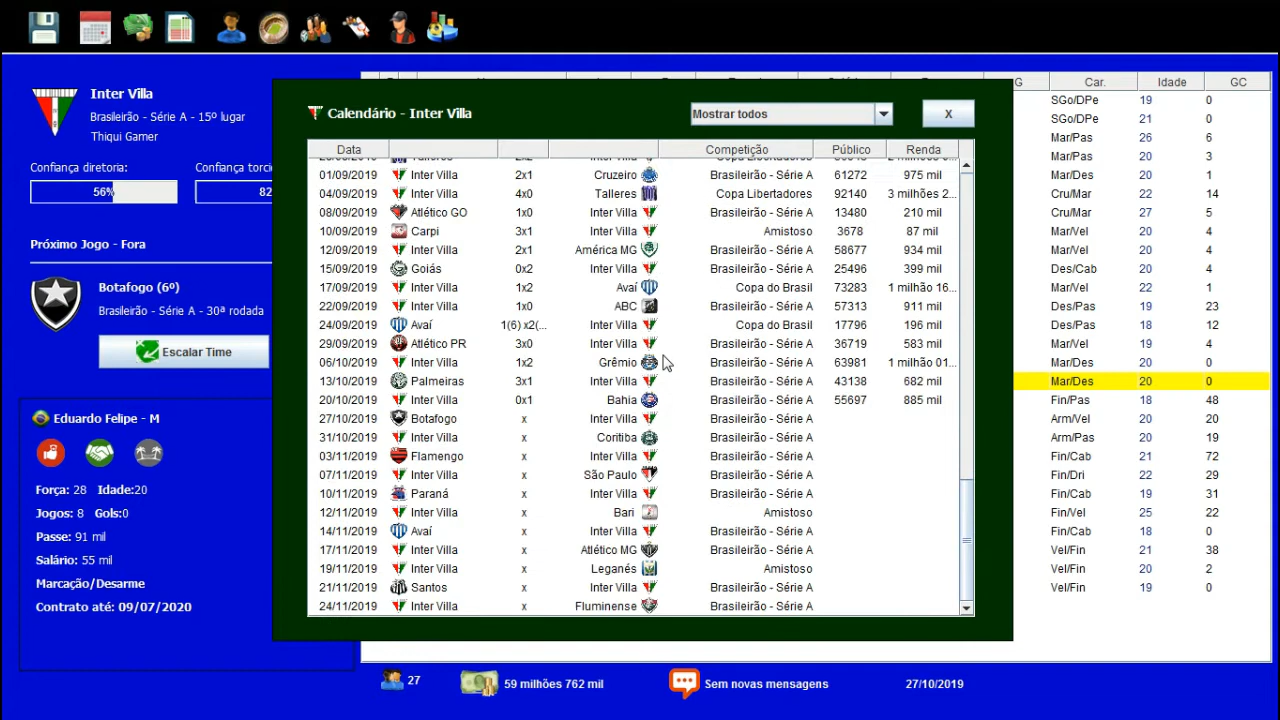 Inter Villa
Brasileirão - Série A - 15º lugar
Thiqui Gamer
Confiança diretoria:
Confiança torcid
56%
82
Próximo Jogo - Fora
Botafogo (6º)
Brasileirão - Série A - 30ª rodada
Escalar Time
Eduardo Felipe - M
Força: 28 Idade:20
Jogos: 8 Gols:0
Passe: 91 mil
Salário: 55 mil
Marcação/Desarme
Contrato até: 09/07/2020
Calendário - Inter Villa
Mostrar todos
X
Data Competição Público Renda
01/09/2019 Inter Villa 2x1 Cruzeiro Brasileirão - Série A 61272 975 mil
04/09/2019 Inter Villa 4x0 Talleres Copa Libertadores 92140 3 milhões 2...
08/09/2019 Atlético GO 1x0 Inter Villa Brasileirão - Série A 13480 210 mil
10/09/2019 Carpi 3x1 Inter Villa Amistoso 3678 87 mil
12/09/2019 Inter Villa 2x1 América MG Brasileirão - Série A 58677 934 mil
15/09/2019 Goiás 0x2 Inter Villa Brasileirão - Série A 25496 399 mil
17/09/2019 Inter Villa 1x2 Avaí Copa do Brasil 73283 1 milhão 16...
22/09/2019 Inter Villa 1x0 ABC Brasileirão - Série A 57313 911 mil
24/09/2019 Avaí 1(6) x2(... Inter Villa Copa do Brasil 17796 196 mil
29/09/2019 Atlético PR 3x0 Inter Villa Brasileirão - Série A 36719 583 mil
06/10/2019 Inter Villa 1x2 Grêmio Brasileirão - Série A 63981 1 milhão 01...
13/10/2019 Palmeiras 3x1 Inter Villa Brasileirão - Série A 43138 682 mil
20/10/2019 Inter Villa 0x1 Bahia Brasileirão - Série A 55697 885 mil
27/10/2019 Botafogo x Inter Villa Brasileirão - Série A
31/10/2019 Inter Villa x Coritiba Brasileirão - Série A
03/11/2019 Flamengo x Inter Villa Brasileirão - Série A
07/11/2019 Inter Villa x São Paulo Brasileirão - Série A
10/11/2019 Paraná x Inter Villa Brasileirão - Série A
12/11/2019 Inter Villa x Bari Amistoso
14/11/2019 Avaí x Inter Villa Brasileirão - Série A
17/11/2019 Inter Villa x Atlético MG Brasileirão - Série A
19/11/2019 Inter Villa x Leganés Amistoso
21/11/2019 Santos x Inter Villa Brasileirão - Série A
24/11/2019 Inter Villa x Fluminense Brasileirão - Série A
G Car. Idade GC
SGo/DPe 19 0
SGo/DPe 21 0
Mar/Pas 26 6
Mar/Pas 20 3
Mar/Des 20 1
Cru/Mar 22 14
Cru/Mar 27 5
Mar/Vel 20 4
Mar/Vel 20 4
Des/Cab 20 4
Mar/Vel 22 1
Des/Pas 19 23
Des/Pas 18 12
Mar/Vel 19 4
Mar/Des 20 0
Mar/Des 20 0
Fin/Pas 18 48
Arm/Vel 20 20
Arm/Pas 20 19
Fin/Cab 21 72
Fin/Dri 22 29
Fin/Cab 19 31
Fin/Vel 25 22
Fin/Cab 18 0
Vel/Fin 21 38
Vel/Fin 20 2
Vel/Fin 19 0
27
59 milhões 762 mil
Sem novas mensagens
27/10/2019